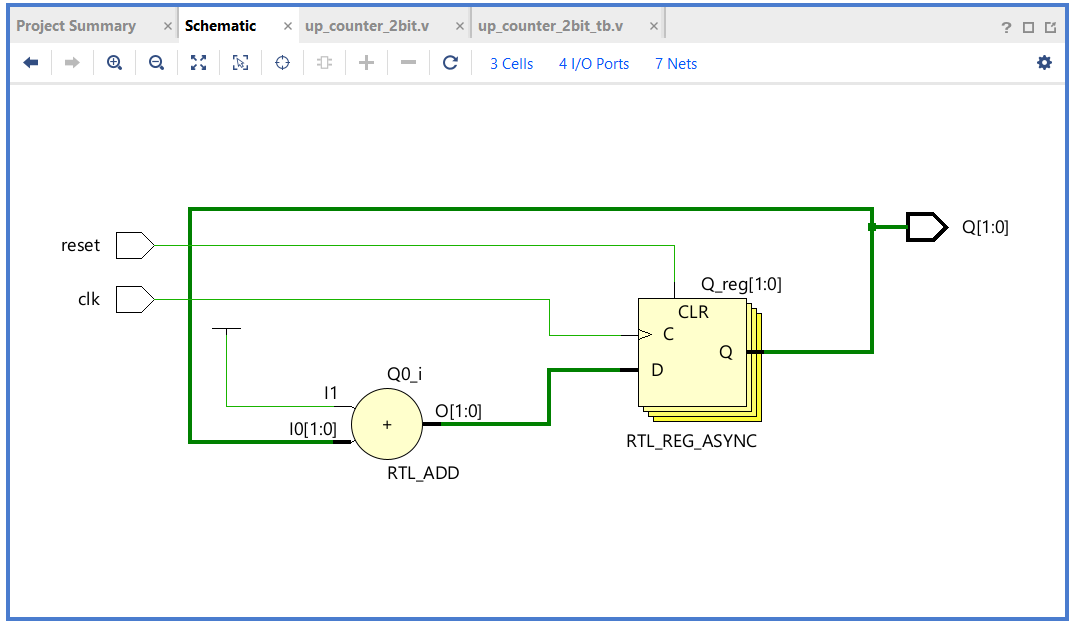 Project Summary × Schematic × up_counter_2bit.v × up_counter_2bit_tb.v × ?
3 Cells 4 I/O Ports 7 Nets
reset
Q[1:0]
clk
Q_reg[1:0]
CLR
C
Q
D
Q0_i
I1
O[1:0]
I0[1:0]
+
RTL_REG_ASYNC
RTL_ADD